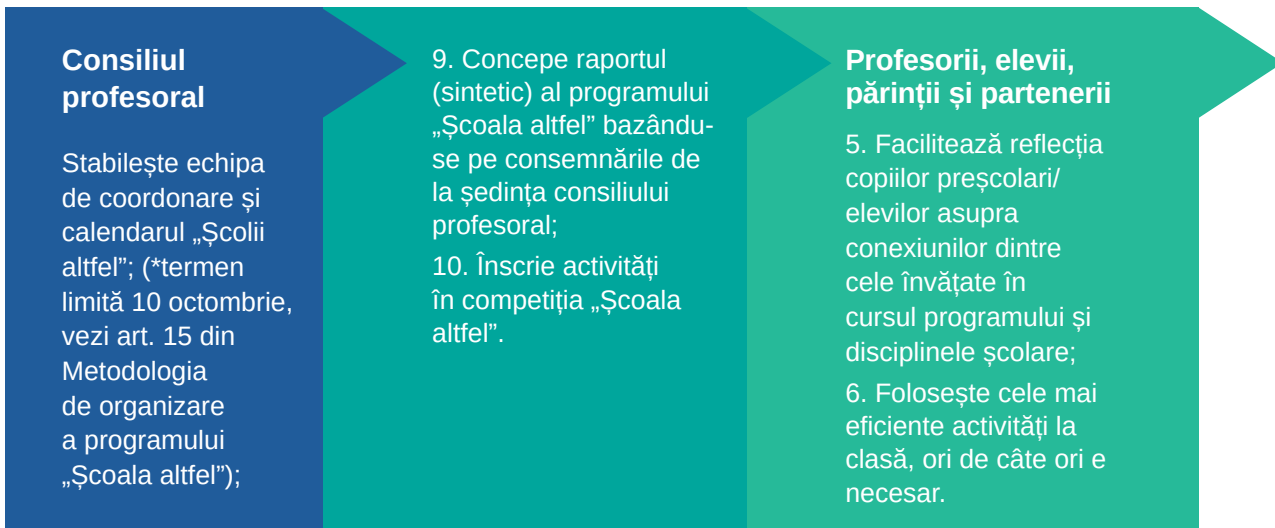 Consiliul
profesoral
Stabilește echipa
de coordonare și
calendarul „Școlii
altfel”; (*termen
limită 10 octombrie,
vezi art. 15 din
Metodologia
de organizare
a programului
„Școala altfel”);
9. Concepe raportul
(sintetic) al programului
„Școala altfel” bazându-
se pe consemnările de
la ședința consiliului
profesoral;
10. Înscrie activități
în competiția „Școala
altfel”.
Profesorii, elevii,
părinții și partenerii
5. Facilitează reflecția
copiilor preșcolari/
elevilor asupra
conexiunilor dintre
cele învățate în
cursul programului și
disciplinele școlare;
6. Folosește cele mai
eficiente activități la
clasă, ori de câte ori e
necesar.